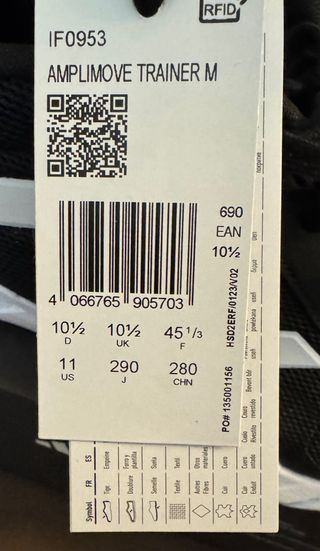 RFID
IF0953
AMPLIMOVE TRAINER M
690
EAN
10½
4 066765 905703
10½ 10½ 45 1/3
D UK F
11 290 280
US J CHN
PO# 135001156 HSD2ERF/0123/V02
ES Empeine Forro y plantilla Suela Textil Otros materiales Cuero
FR Tige Doublure Semelle Textile Autres Fibres Cuir Cuir Enduit
Symbol